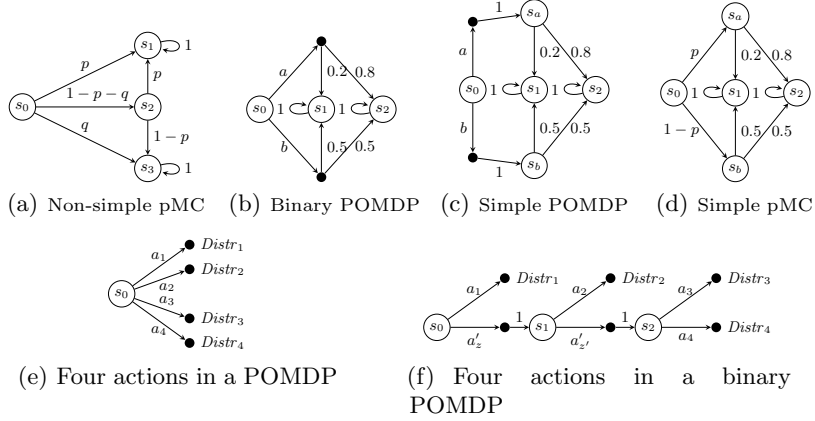 s0 p 1 − p − q q s1 1 p s2 1 − p s3 1
(a) Non-simple pMC
s0 a b 0.2 0.8 1 s1 1 s2 0.5 0.5
(b) Binary POMDP
1 sa a 0.2 0.8 s0 1 s1 1 s2 b 0.5 0.5 1 sb
(c) Simple POMDP
sa p 0.2 0.8 s0 1 s1 1 s2 1 − p 0.5 0.5 sb
(d) Simple pMC
s0 a1 a2 a3 a4 Distr1 Distr2 Distr3 Distr4
(e) Four actions in a POMDP
s0 a1 Distr1 a′z 1 s1 a2 Distr2 a′z′ 1 s2 a3 Distr3 a4 Distr4
(f) Four actions in a binary
POMDP